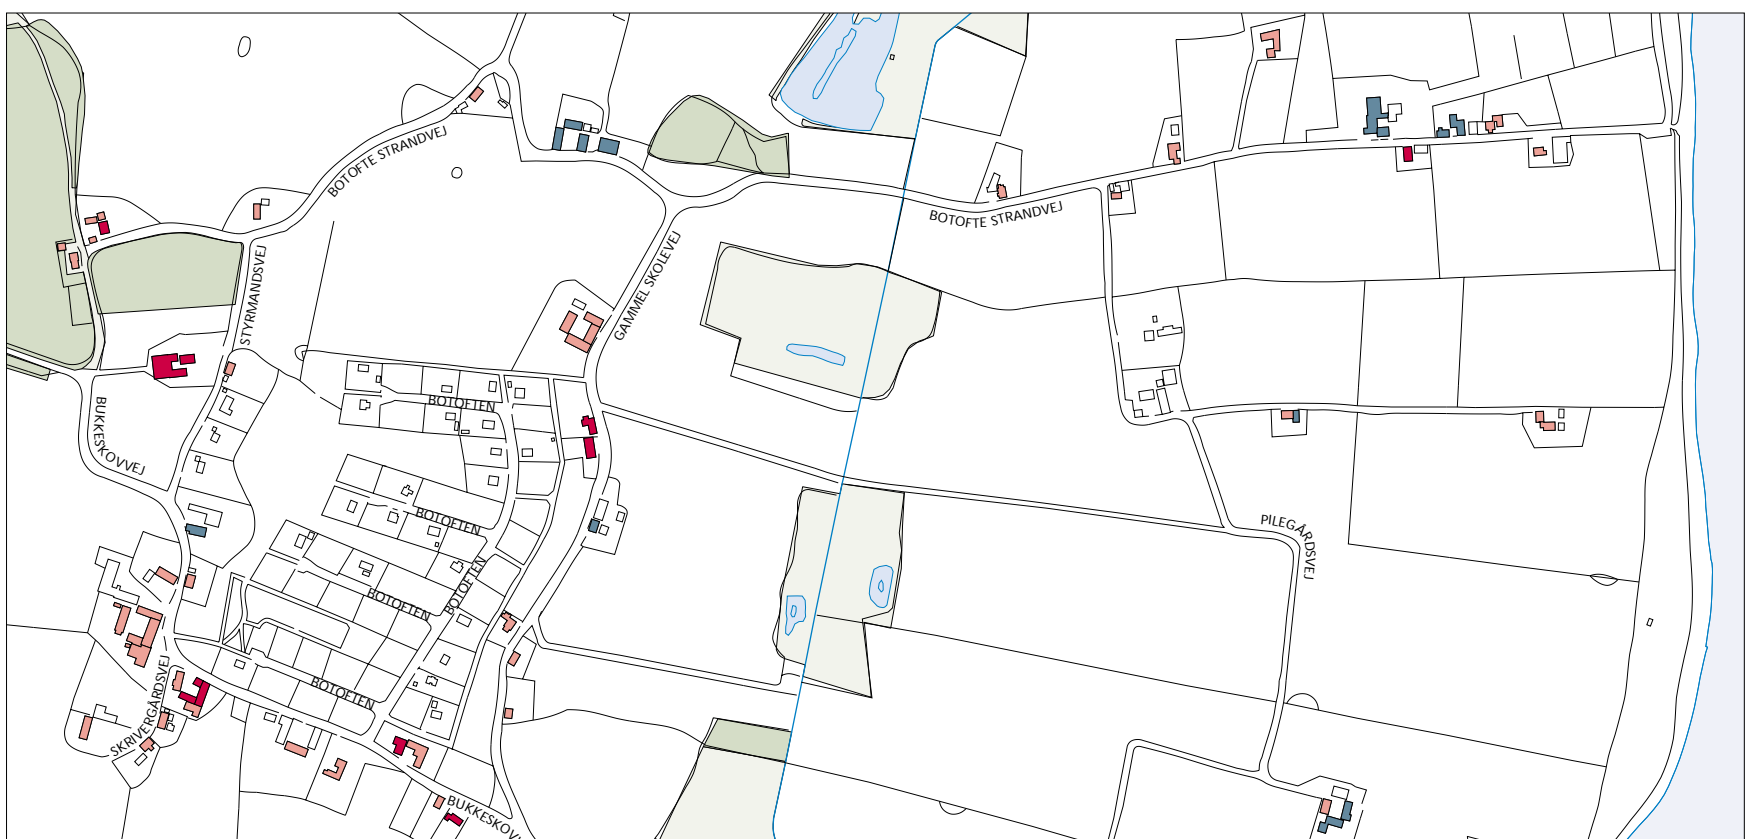 BOTOFTE STRANDVEJ
BOTOFTE STRANDVEJ
STYRMANDSVEJ
GAMMEL SKOLEVEJ
BUKKESKOVVEJ
BOTOFTEN
BOTOFTEN
PILEGÅRDSVEJ
BOTOFTEN
BOTOFTEN
BOTOFTEN
SKRIVERGÅRDSVEJ
BUKKESKOV